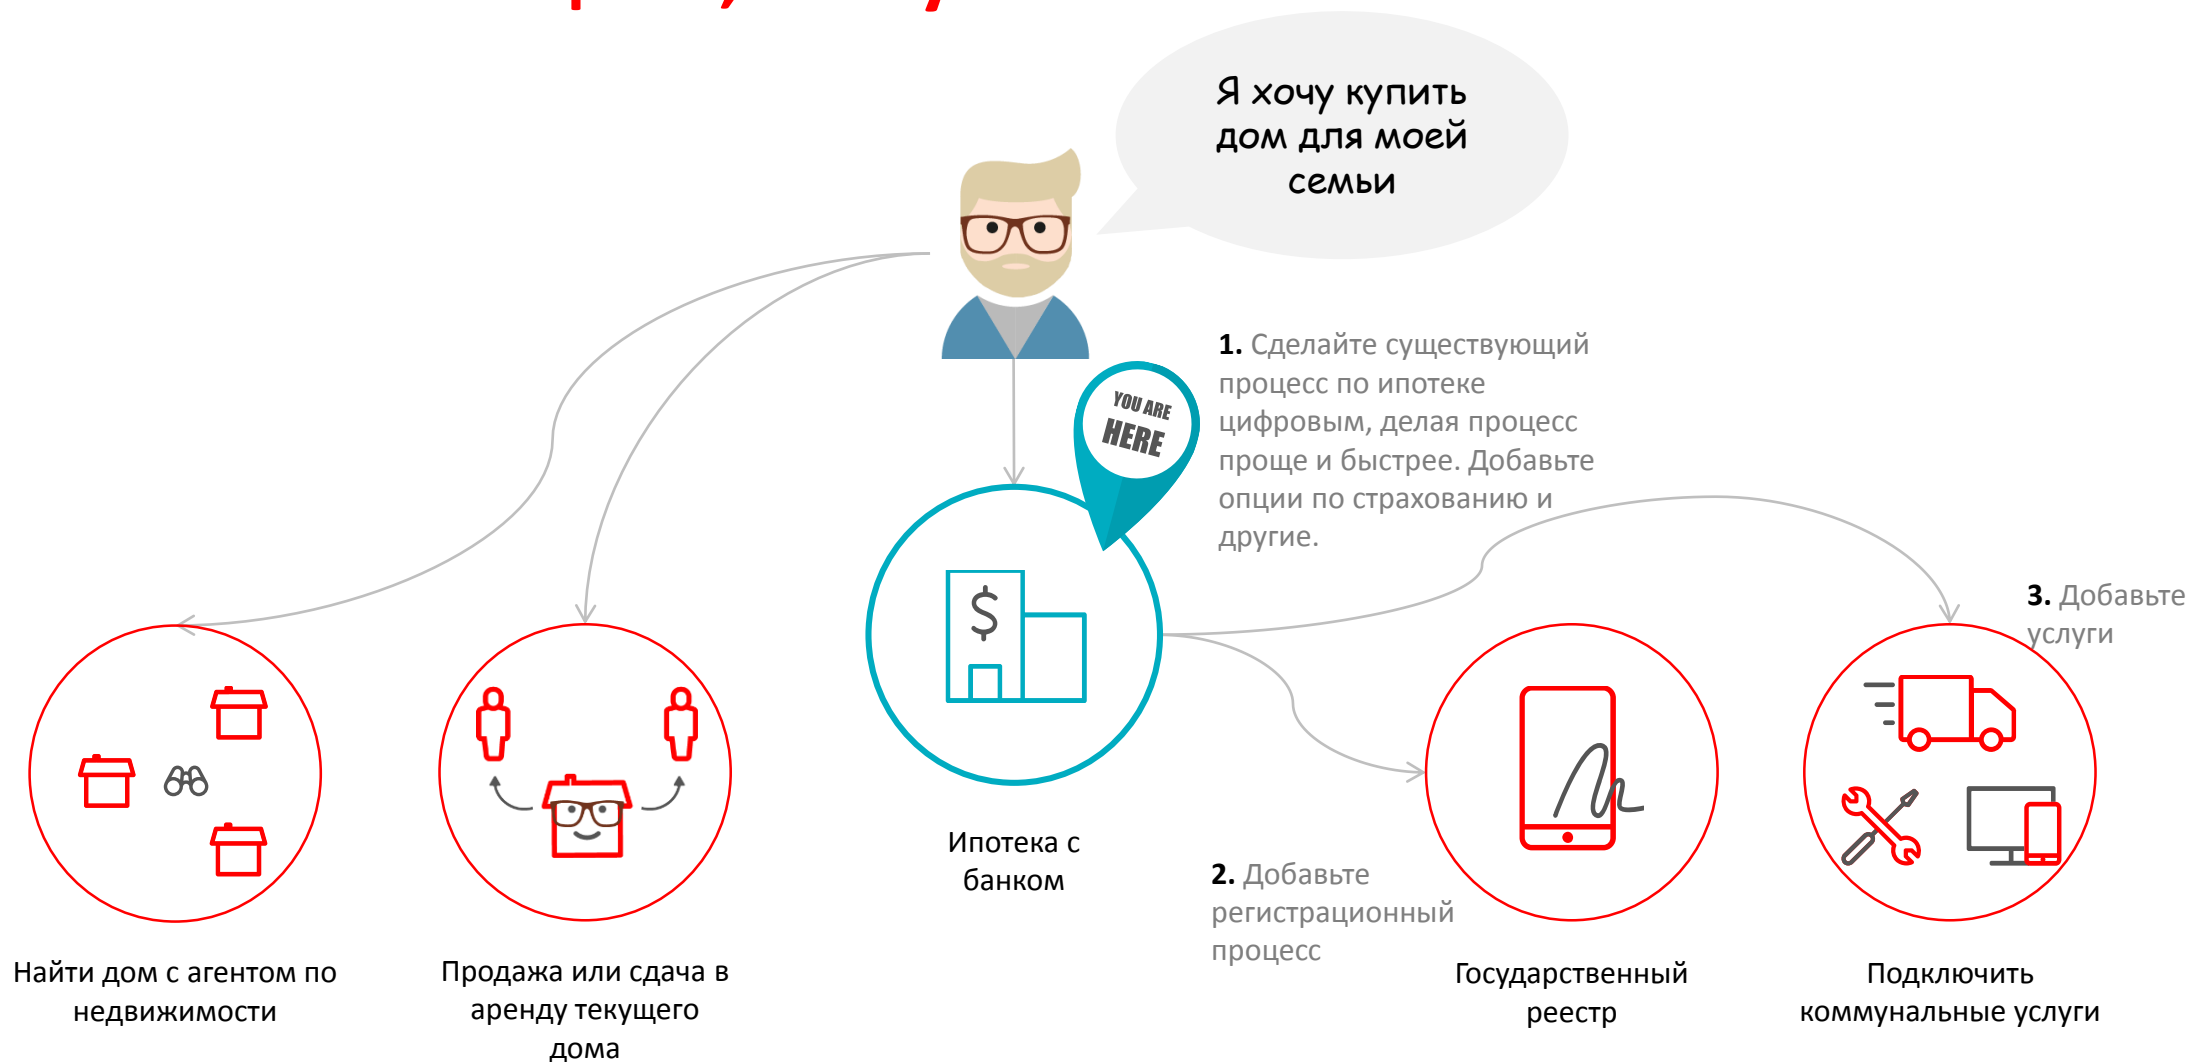 Я хочу купить
дом для моей
семьи
1. Сделайте существующий
процесс по ипотеке
цифровым, делая процесс
проще и быстрее. Добавьте
опции по страхованию и
другие.
YOU ARE
HERE
3. Добавьте
услуги
Ипотека с
банком
2. Добавьте
регистрационный
процесс
Найти дом с агентом по
недвижимости
Продажа или сдача в
аренду текущего
дома
Государственный
реестр
Подключить
коммунальные услуги